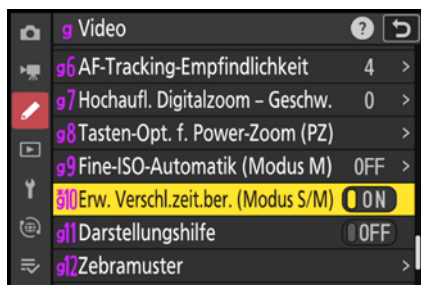 g Video ?
g6 AF-Tracking-Empfindlichkeit 4 >
g7 Hochaufl. Digitalzoom – Geschw. 0 >
g8 Tasten-Opt. f. Power-Zoom (PZ) >
g9 Fine-ISO-Automatik (Modus M) OFF >
*g10 Erw. Verschl.zeit.ber. (Modus S/M) ON
g11 Darstellungshilfe OFF
g12 Zebramuster >